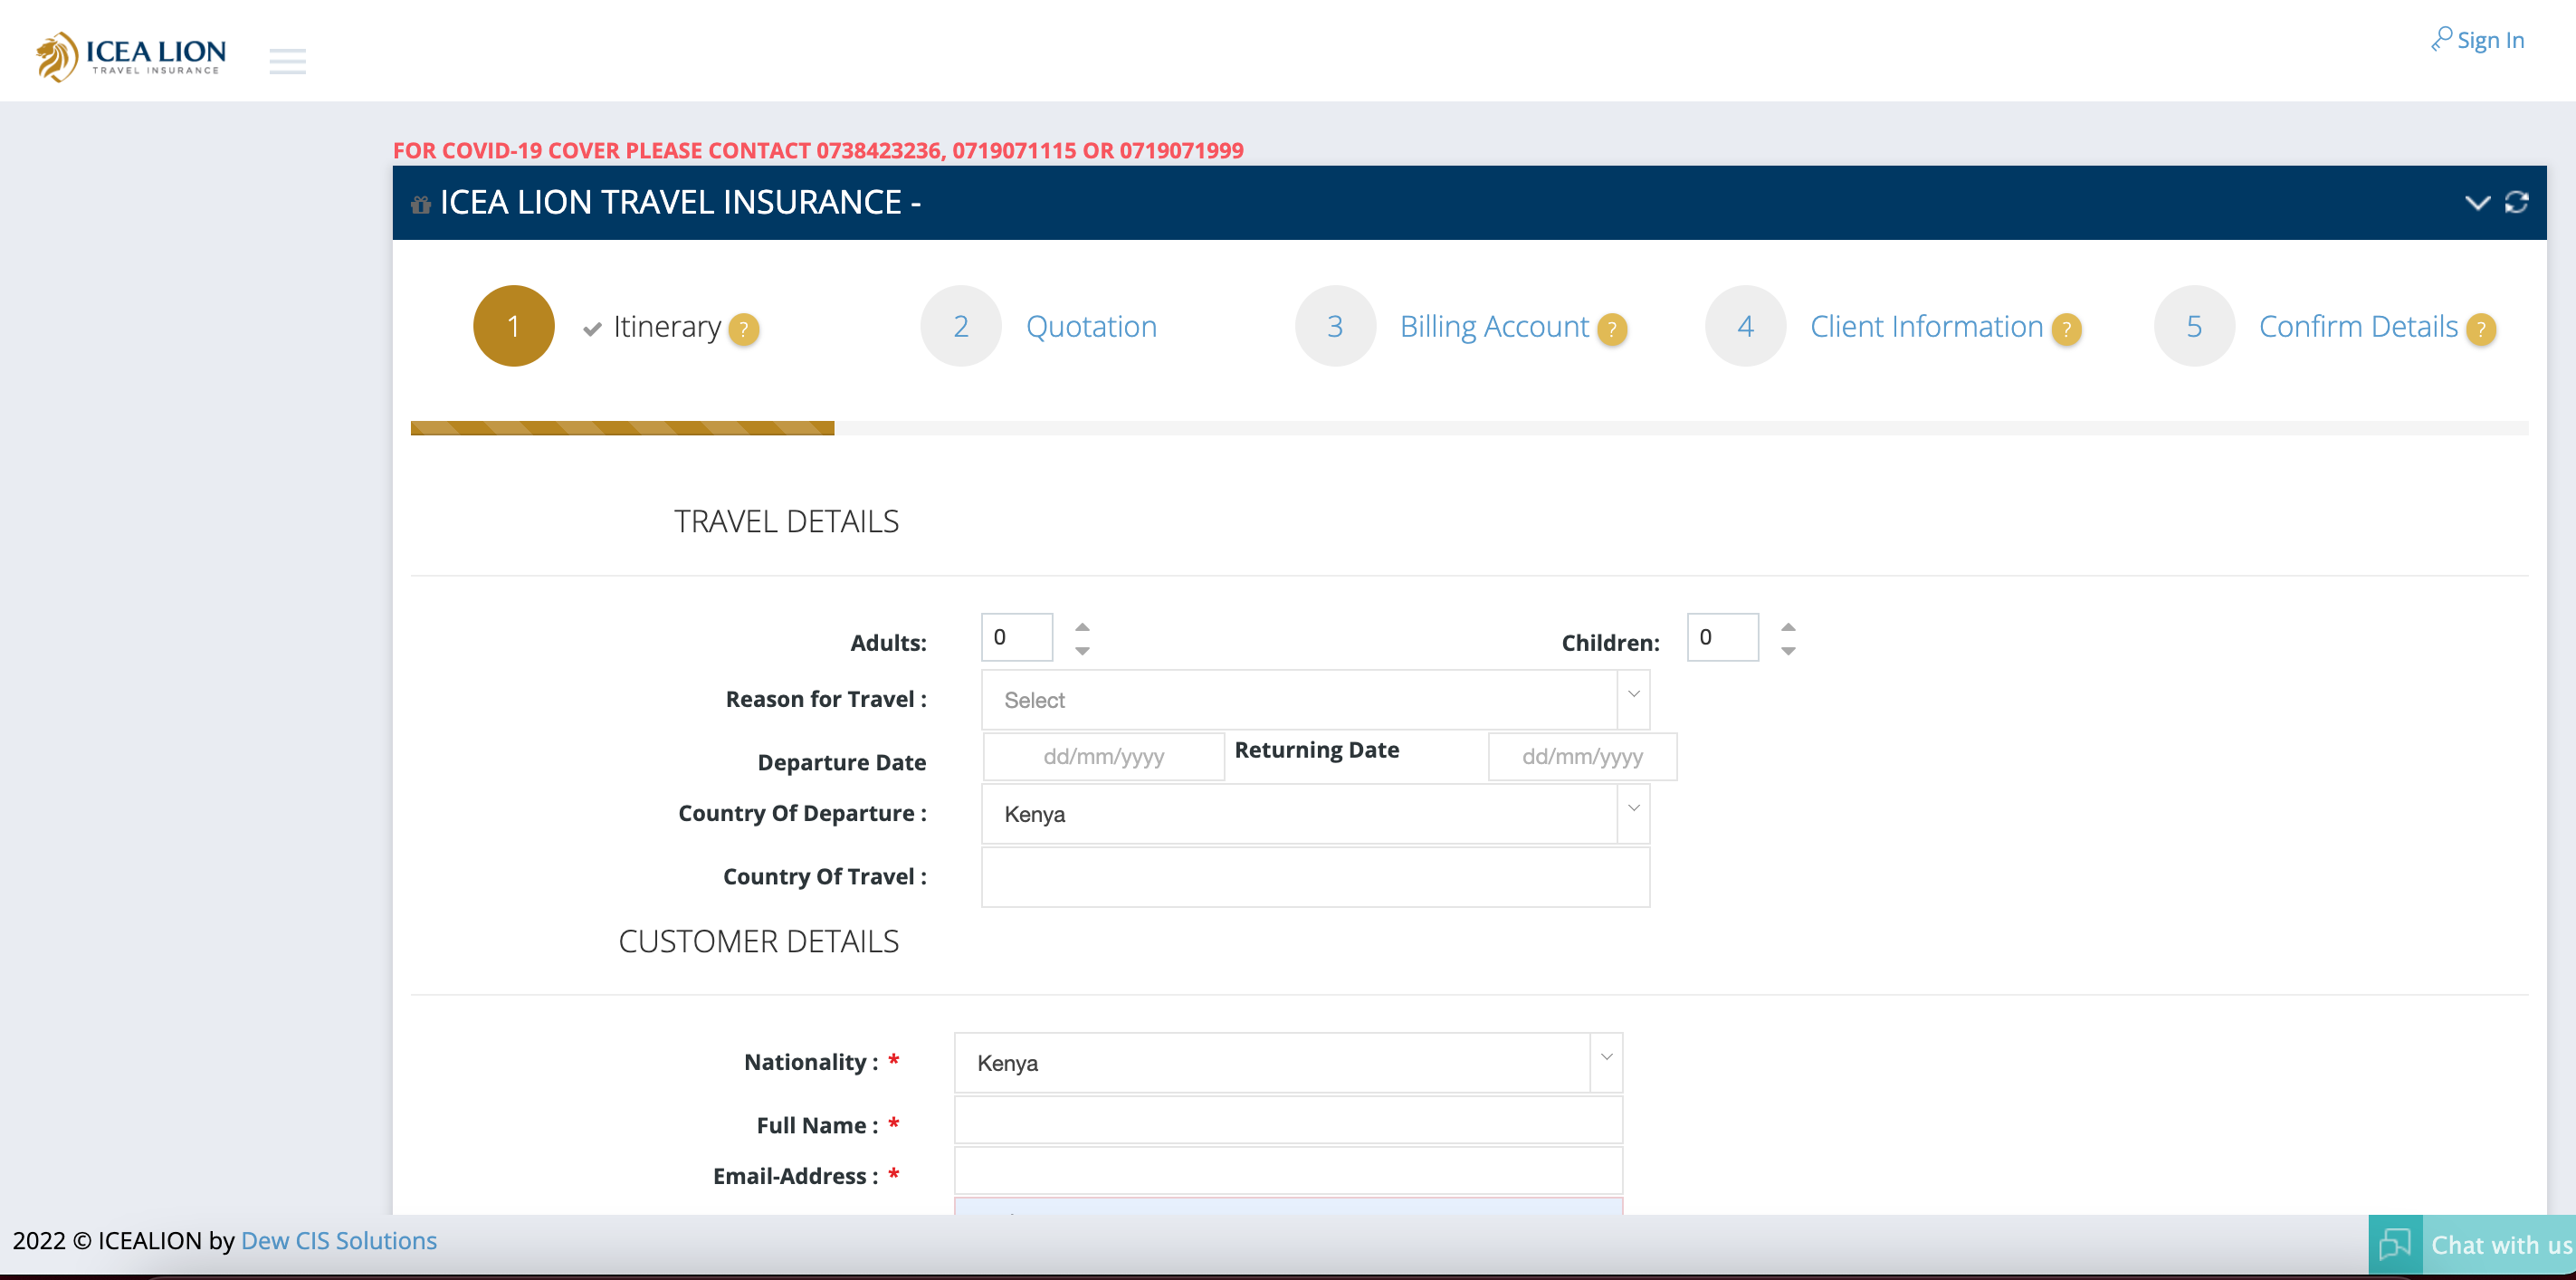 ICEA LION
TRAVEL INSURANCE
Sign In
FOR COVID-19 COVER PLEASE CONTACT 0738423236, 0719071115 OR 0719071999
ICEA LION TRAVEL INSURANCE -
1 Itinerary ? 2 Quotation 3 Billing Account ? 4 Client Information ? 5 Confirm Details ?
TRAVEL DETAILS
Adults: 0 Children: 0
Reason for Travel : Select
Departure Date dd/mm/yyyy Returning Date dd/mm/yyyy
Country Of Departure : Kenya
Country Of Travel :
CUSTOMER DETAILS
Nationality : * Kenya
Full Name : *
Email-Address : *
2022 © ICEALION by Dew CIS Solutions
Chat with us